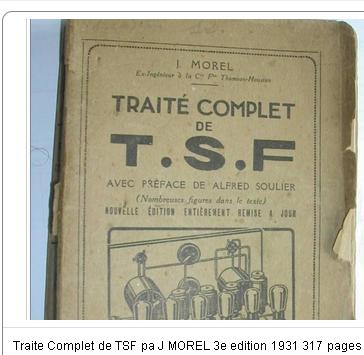 J. MOREL
Ex-Ingénieur à la Cie Fse Thomson-Houston
TRAITÉ COMPLET
DE
T.S.F
AVEC PRÉFACE DE ALFRED SOULIER
(Nombreuses figures dans le texte)
NOUVELLE ÉDITION ENTIÈREMENT REMISE A JOUR
Traite Complet de TSF pa J MOREL 3e edition 1931 317 pages